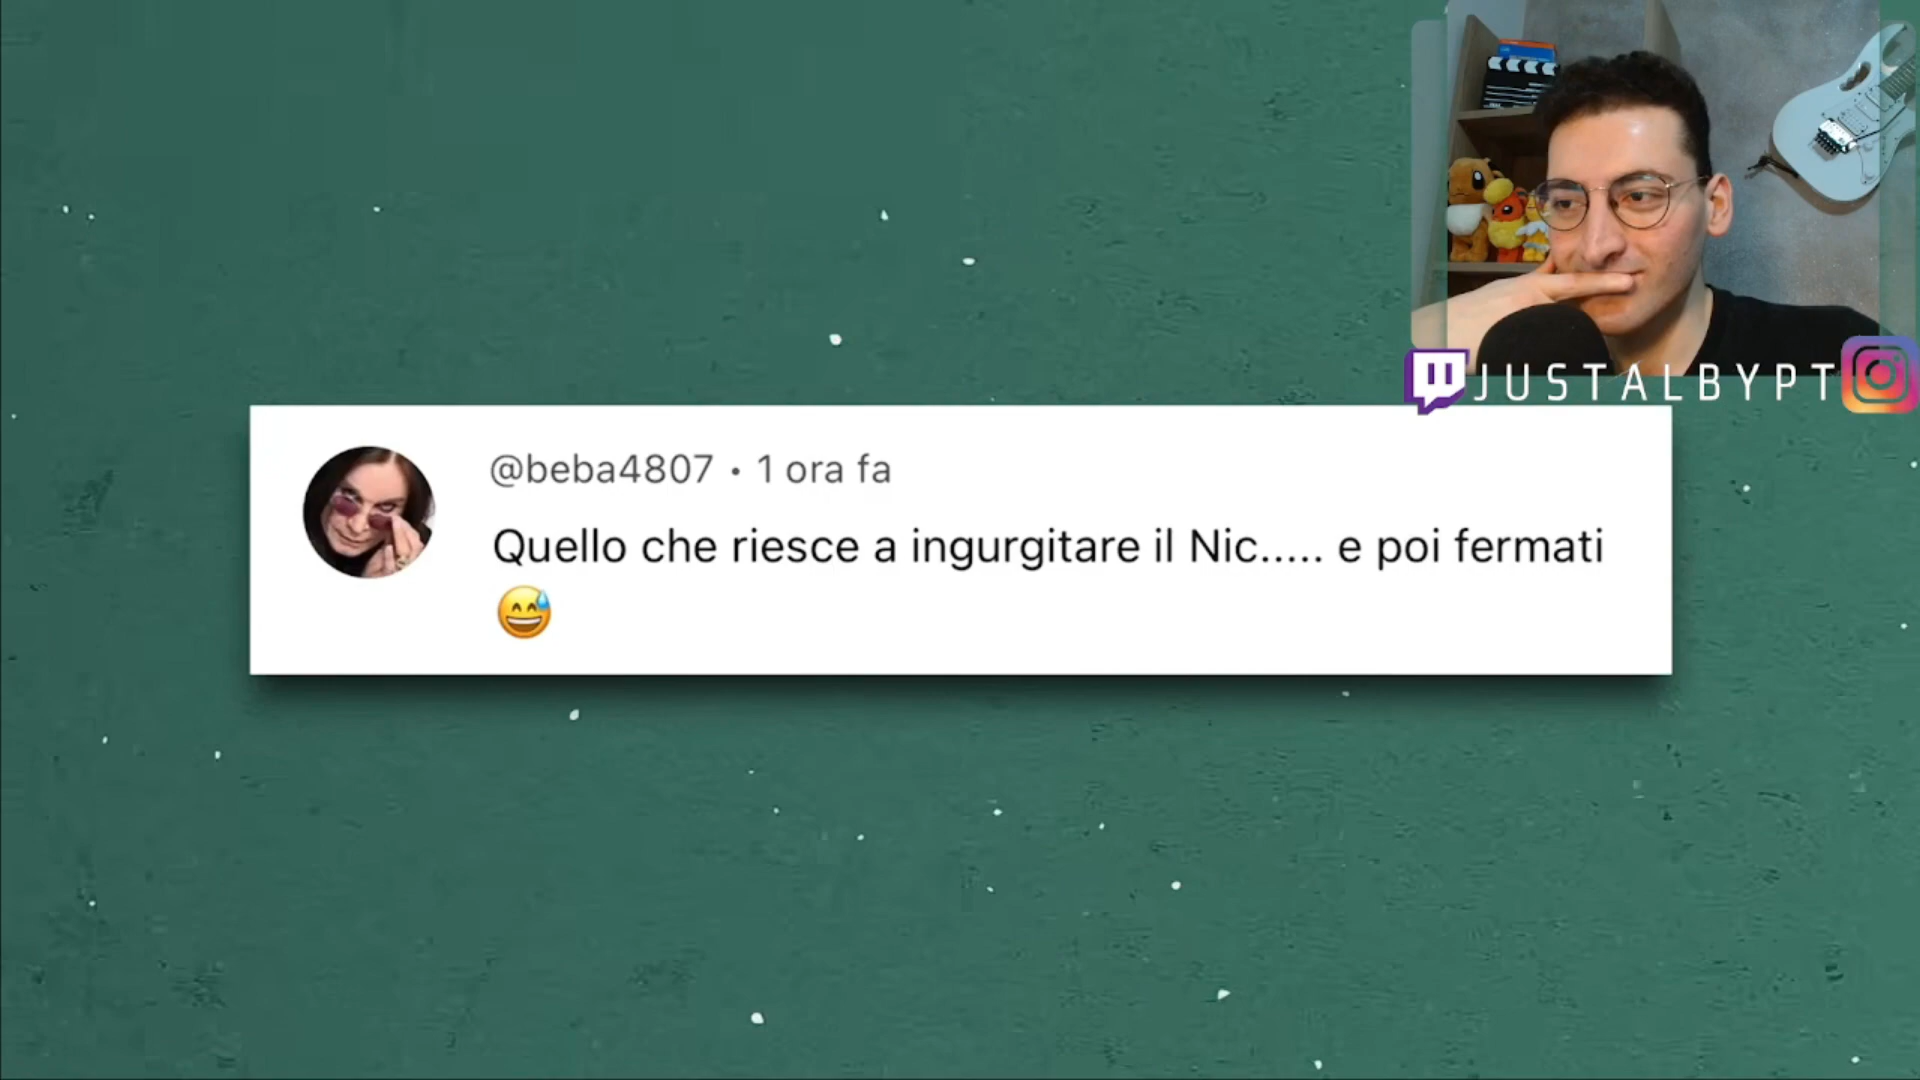 JUSTALBYPT
@beba4807 • 1 ora fa
Quello che riesce a ingurgitare il Nic..... e poi fermati
😅